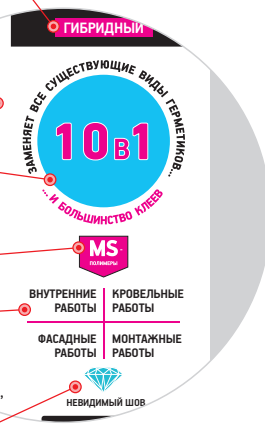 ГИБРИДНЫЙ
ЗАМЕНЯЕТ ВСЕ СУЩЕСТВУЮЩИЕ ВИДЫ ГЕРМЕТИКОВ...
10в1
... И БОЛЬШИНСТВО КЛЕЕВ
MS-
ПОЛИМЕРЫ
ВНУТРЕННИЕ КРОВЕЛЬНЫЕ
РАБОТЫ РАБОТЫ
ФАСАДНЫЕ МОНТАЖНЫЕ
РАБОТЫ РАБОТЫ
НЕВИДИМЫЙ ШОВ
,